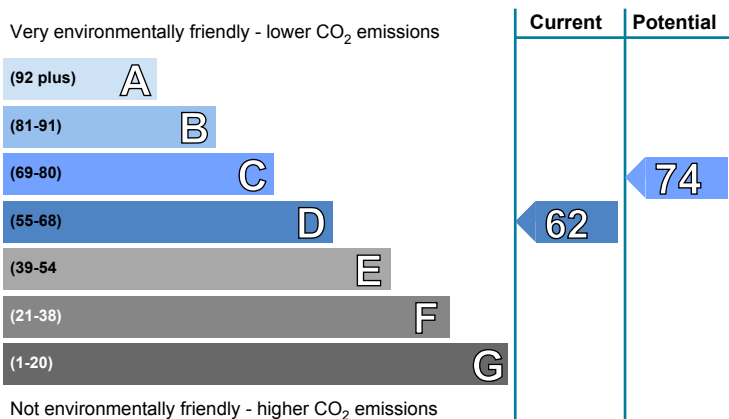 Very environmentally friendly - lower CO2 emissions
Current
Potential
(92 plus) A
(81-91) B
(69-80) C
74
(55-68) D
62
(39-54 E
(21-38) F
(1-20) G
Not environmentally friendly - higher CO2 emissions